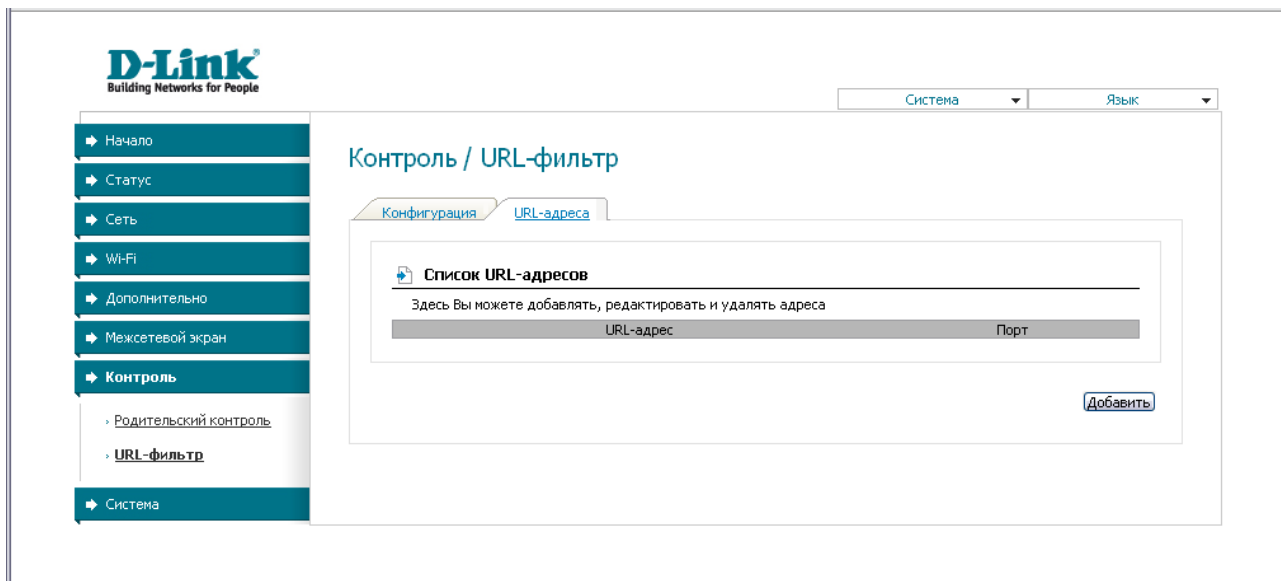 D-Link
Building Networks for People
Система
Язык
Начало
Статус
Сеть
Wi-Fi
Дополнительно
Межсетевой экран
Контроль
Родительский контроль
URL-фильтр
Система
Контроль / URL-фильтр
Конфигурация
URL-адреса
Список URL-адресов
Здесь Вы можете добавлять, редактировать и удалять адреса
URL-адрес Порт
Добавить